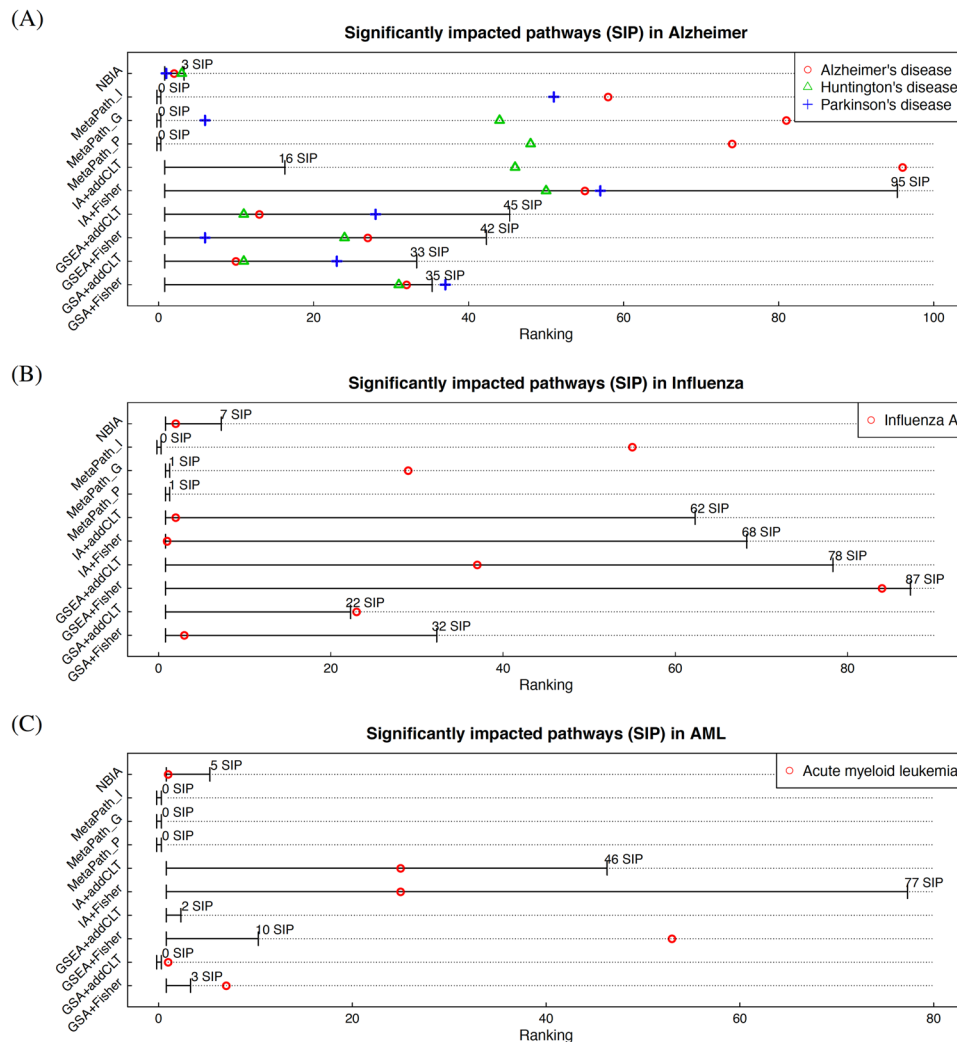 (A)
Significantly impacted pathways (SIP) in Alzheimer
Alzheimer's disease
Huntington's disease
Parkinson's disease
NBIA
3 SIP
MetaPath_I
0 SIP
MetaPath_G
0 SIP
MetaPath_P
0 SIP
IA+addCLT
16 SIP
IA+Fisher
95 SIP
GSEA+addCLT
45 SIP
GSEA+Fisher
42 SIP
GSA+addCLT
33 SIP
GSA+Fisher
35 SIP
0 20 40 60 80 100
Ranking
(B)
Significantly impacted pathways (SIP) in Influenza
Influenza A
NBIA
7 SIP
MetaPath_I
0 SIP
MetaPath_G
1 SIP
MetaPath_P
1 SIP
IA+addCLT
62 SIP
IA+Fisher
68 SIP
GSEA+addCLT
78 SIP
GSEA+Fisher
87 SIP
GSA+addCLT
22 SIP
GSA+Fisher
32 SIP
0 20 40 60 80
Ranking
(C)
Significantly impacted pathways (SIP) in AML
Acute myeloid leukemia
NBIA
5 SIP
MetaPath_I
0 SIP
MetaPath_G
0 SIP
MetaPath_P
0 SIP
IA+addCLT
46 SIP
IA+Fisher
77 SIP
GSEA+addCLT
2 SIP
GSEA+Fisher
10 SIP
GSA+addCLT
0 SIP
GSA+Fisher
3 SIP
0 20 40 60 80
Ranking